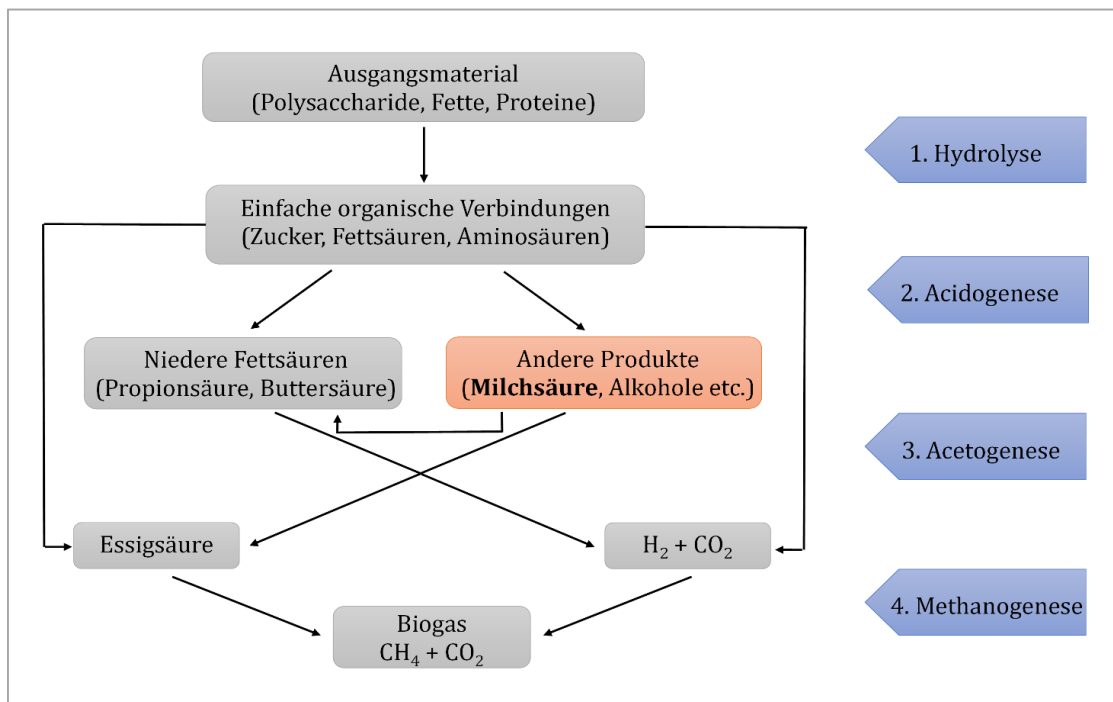 Ausgangsmaterial
(Polysaccharide, Fette, Proteine)
1. Hydrolyse
Einfache organische Verbindungen
(Zucker, Fettsäuren, Aminosäuren)
2. Acidogenese
Niedere Fettsäuren
(Propionsäure, Buttersäure)
Andere Produkte
(Milchsäure, Alkohole etc.)
3. Acetogenese
Essigsäure
H₂ + CO₂
4. Methanogenese
Biogas
CH₄ + CO₂